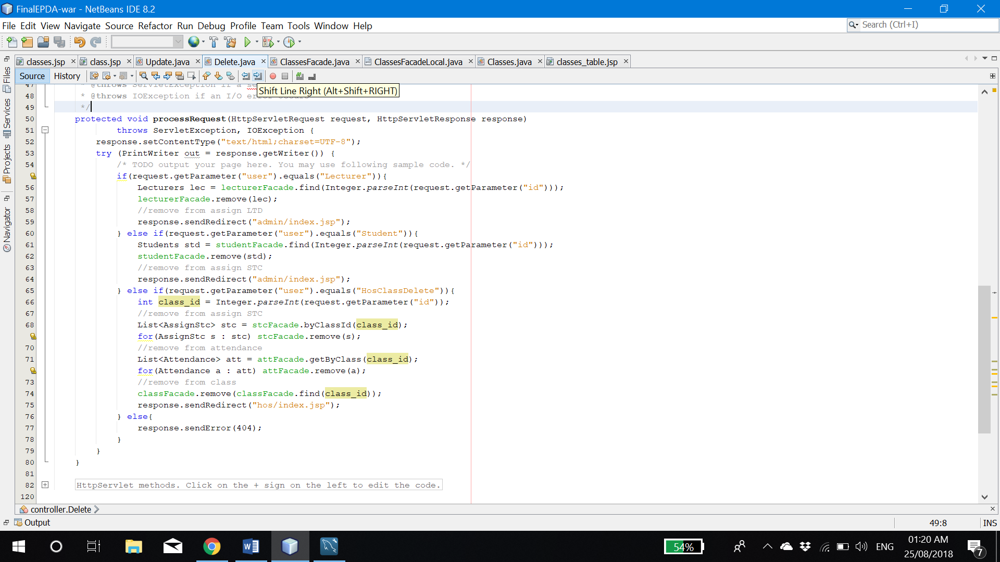 FinalEPDA-war - NetBeans IDE 8.2
File Edit View Navigate Source Refactor Run Debug Profile Team Tools Window Help
Search (Ctrl+I)
classes.jsp class.jsp Update.java Delete.java ClassesFacade.java ClassesFacadeLocal.java Classes.java classes_table.jsp
Source History
Files
Services
Projects
Navigator
Shift Line Right (Alt+Shift+RIGHT)
47 * @throws ServletException if a se
48 * @throws IOException if an I/O error occurs
49 */
50 protected void processRequest(HttpServletRequest request, HttpServletResponse response)
51 throws ServletException, IOException {
52 response.setContentType("text/html;charset=UTF-8");
53 try (PrintWriter out = response.getWriter()) {
54 /* TODO output your page here. You may use following sample code. */
if(request.getParameter("user").equals("Lecturer")){
56 Lecturers lec = lecturerFacade.find(Integer.parseInt(request.getParameter("id")));
57 lecturerFacade.remove(lec);
58 //remove from assign LTD
59 response.sendRedirect("admin/index.jsp");
60 } else if(request.getParameter("user").equals("Student")){
61 Students std = studentFacade.find(Integer.parseInt(request.getParameter("id")));
62 studentFacade.remove(std);
63 //remove from assign STC
64 response.sendRedirect("admin/index.jsp");
65 } else if(request.getParameter("user").equals("HosClassDelete")){
66 int class_id = Integer.parseInt(request.getParameter("id"));
67 //remove from assign STC
68 List<AssignStc> stc = stcFacade.byClassId(class_id);
for(AssignStc s : stc) stcFacade.remove(s);
70 //remove from attendance
71 List<Attendance> att = attFacade.getByClass(class_id);
for(Attendance a : att) attFacade.remove(a);
73 //remove from class
74 classFacade.remove(classFacade.find(class_id));
75 response.sendRedirect("hos/index.jsp");
76 } else{
77 response.sendError(404);
78 }
79 }
80 }
81
82 HttpServlet methods. Click on the + sign on the left to edit the code.
120
controller.Delete
Output
49:8 INS
54%
ENG
01:20 AM
25/08/2018
7